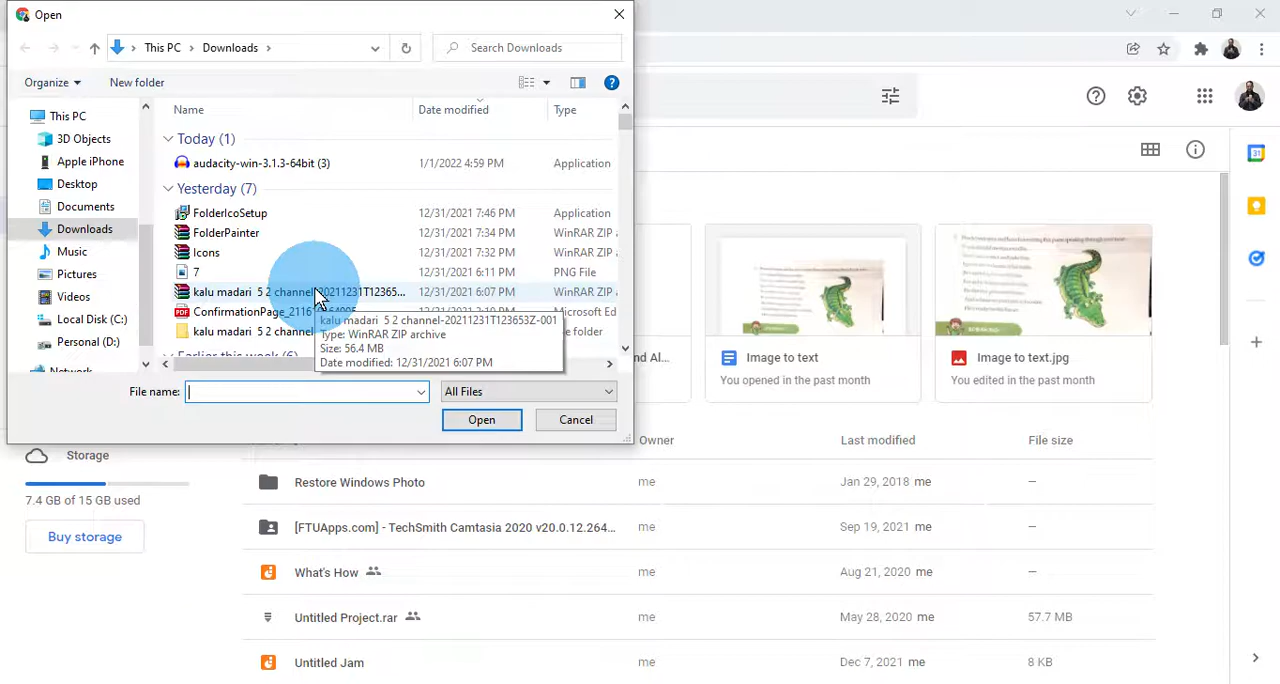 Open
This PC
Downloads
Search Downloads
Organize
New folder
This PC
3D Objects
Apple iPhone
Desktop
Documents
Downloads
Music
Pictures
Videos
Local Disk (C:)
Personal (D:)
Name
Date modified
Type
Today (1)
audacity-win-3.1.3-64bit (3) 1/1/2022 4:59 PM Application
Yesterday (7)
FolderIcoSetup 12/31/2021 7:46 PM Application
FolderPainter 12/31/2021 7:34 PM WinRAR ZIP
Icons 12/31/2021 7:32 PM WinRAR ZIP
7 12/31/2021 6:11 PM PNG File
kalu madari 5 2 channel-20211231T12365... 12/31/2021 6:07 PM WinRAR ZIP
kalu madari 5 2 channel
kalu madari 5 2 channel-20211231T123653Z-001
Type: WinRAR ZIP archive
Size: 56.4 MB
Date modified: 12/31/2021 6:07 PM
File name:
All Files
Open
Cancel
Image to text
You opened in the past month
Image to text.jpg
You edited in the past month
Storage
7.4 GB of 15 GB used
Buy storage
Owner
Last modified
File size
Restore Windows Photo me Jan 29, 2018 me —
[FTUApps.com] - TechSmith Camtasia 2020 v20.0.12.264... me Sep 19, 2021 me —
What's How me Aug 21, 2020 me —
Untitled Project.rar me May 28, 2020 me 57.7 MB
Untitled Jam me Dec 7, 2021 me 8 KB
31